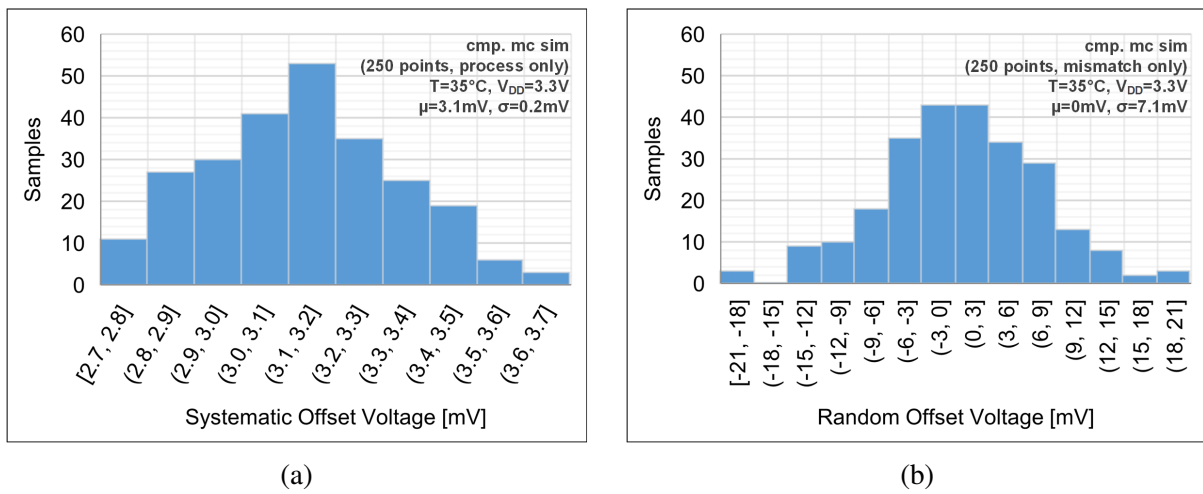 60
50
40
30
20
10
0
Samples
cmp. mc sim
(250 points, process only)
T=35°C, VDD=3.3V
µ=3.1mV, σ=0.2mV
[2.7, 2.8]
(2.8, 2.9]
(2.9, 3.0]
(3.0, 3.1]
(3.1, 3.2]
(3.2, 3.3]
(3.3, 3.4]
(3.4, 3.5]
(3.5, 3.6]
(3.6, 3.7]
Systematic Offset Voltage [mV]
(a)
60
50
40
30
20
10
0
Samples
cmp. mc sim
(250 points, mismatch only)
T=35°C, VDD=3.3V
µ=0mV, σ=7.1mV
[-21, -18]
(-18, -15]
(-15, -12]
(-12, -9]
(-9, -6]
(-6, -3]
(-3, 0]
(0, 3]
(3, 6]
(6, 9]
(9, 12]
(12, 15]
(15, 18]
(18, 21]
Random Offset Voltage [mV]
(b)